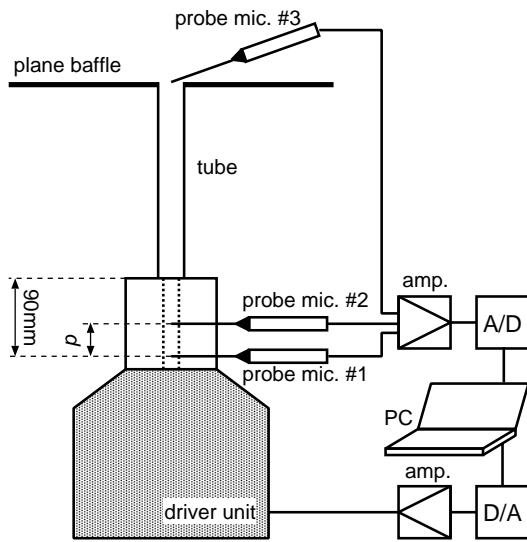 probe mic. #3
plane baffle
tube
amp.
90mm
d
probe mic. #2
A/D
probe mic. #1
PC
amp.
driver unit
D/A